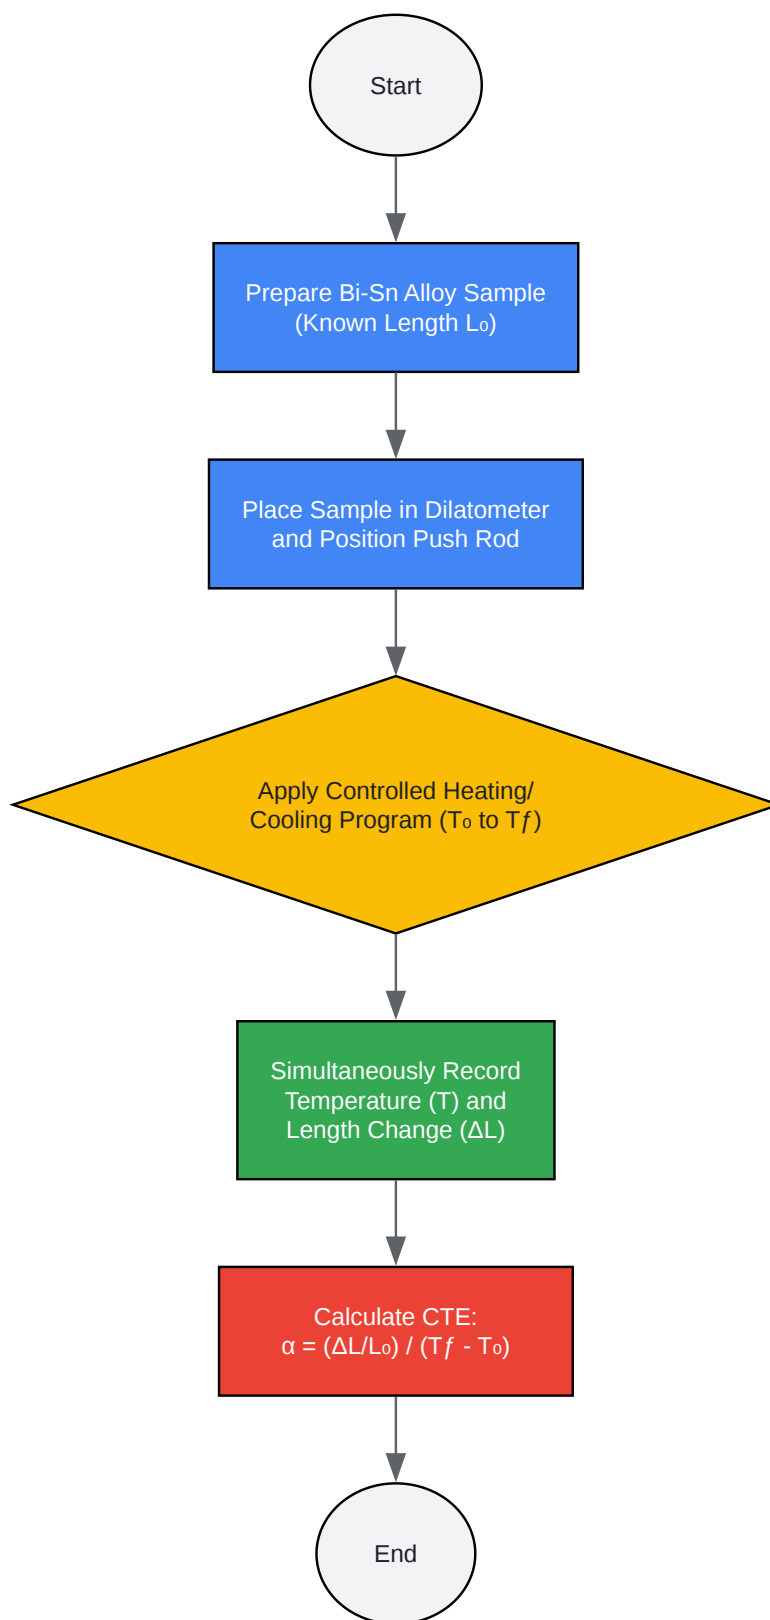 Start
Prepare Bi-Sn Alloy Sample
(Known Length L₀)
Place Sample in Dilatometer
and Position Push Rod
Apply Controlled Heating/
Cooling Program (T₀ to Tƒ)
Simultaneously Record
Temperature (T) and
Length Change (ΔL)
Calculate CTE:
α = (ΔL/L₀) / (Tƒ - T₀)
End